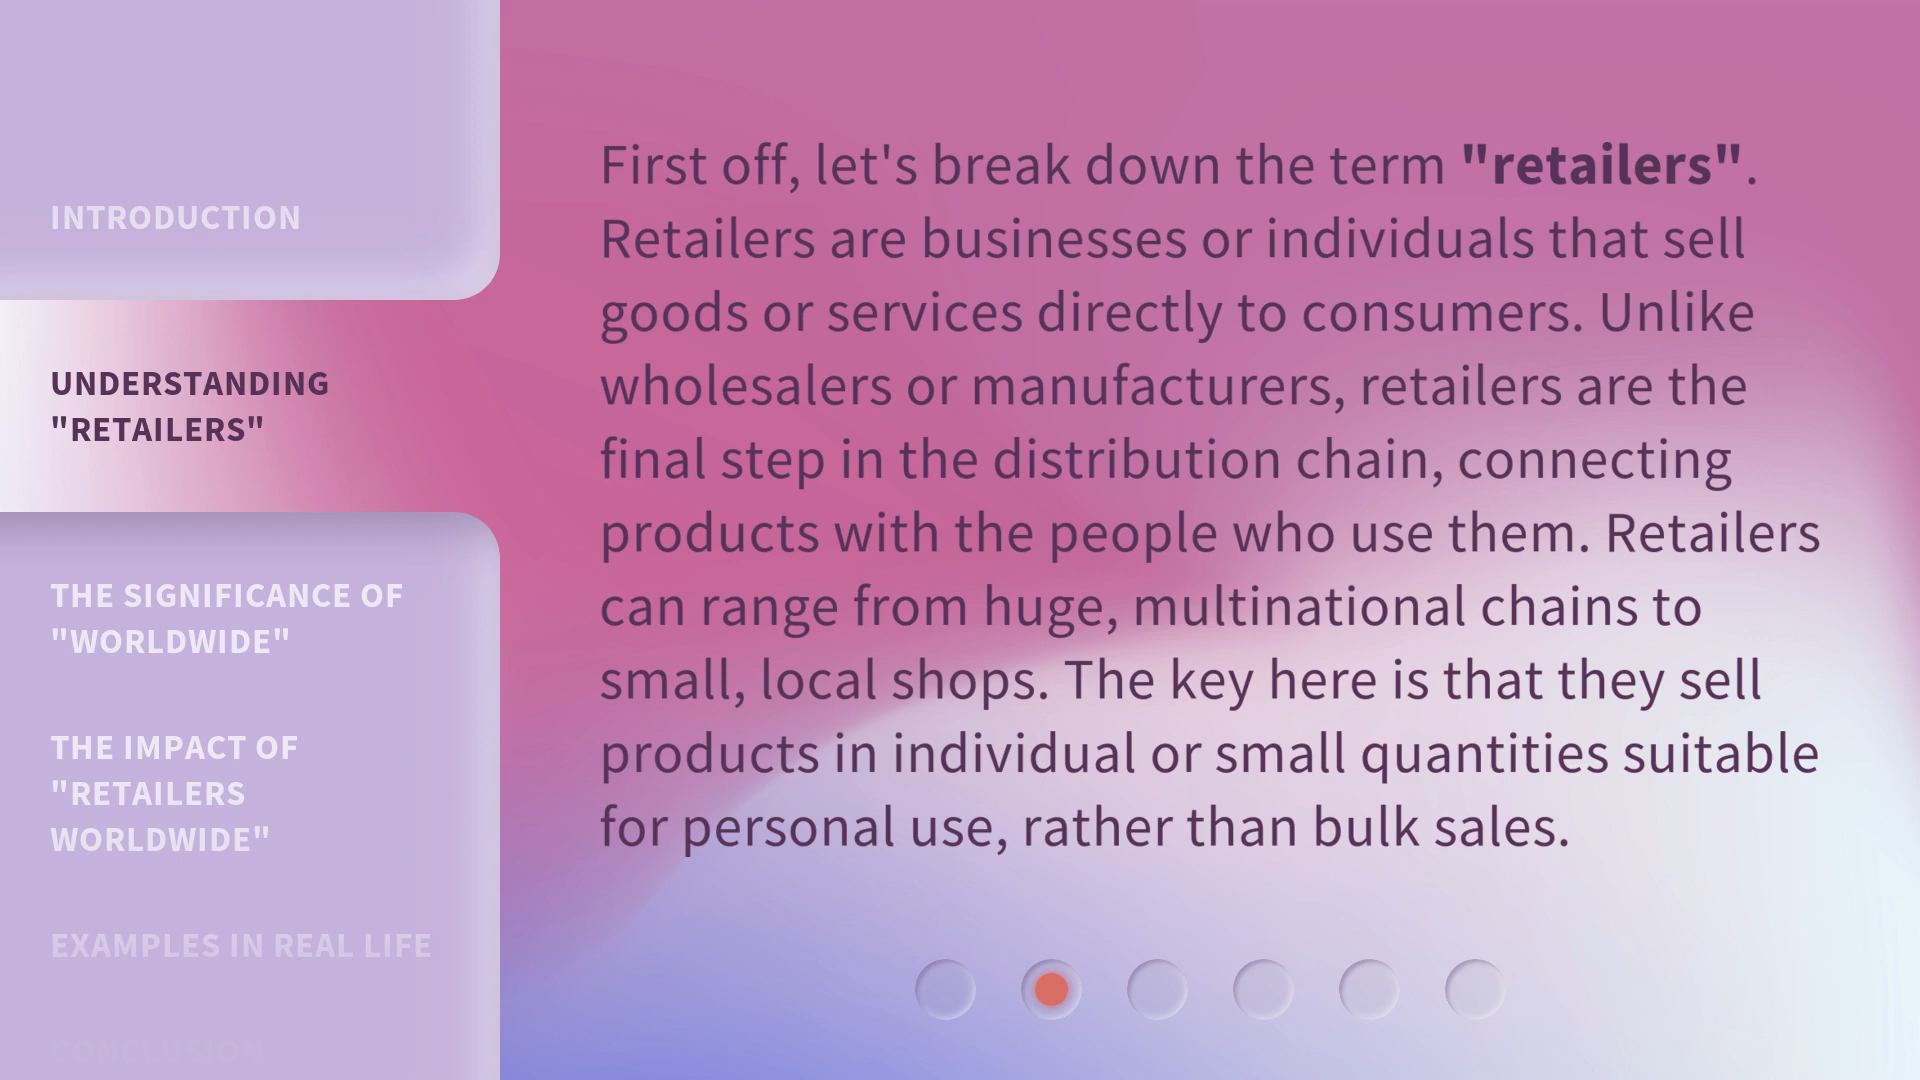 INTRODUCTION
UNDERSTANDING
"RETAILERS"
THE SIGNIFICANCE OF
"WORLDWIDE"
THE IMPACT OF
"RETAILERS
WORLDWIDE"
EXAMPLES IN REAL LIFE
CONCLUSION
First off, let's break down the term "retailers".
Retailers are businesses or individuals that sell
goods or services directly to consumers. Unlike
wholesalers or manufacturers, retailers are the
final step in the distribution chain, connecting
products with the people who use them. Retailers
can range from huge, multinational chains to
small, local shops. The key here is that they sell
products in individual or small quantities suitable
for personal use, rather than bulk sales.